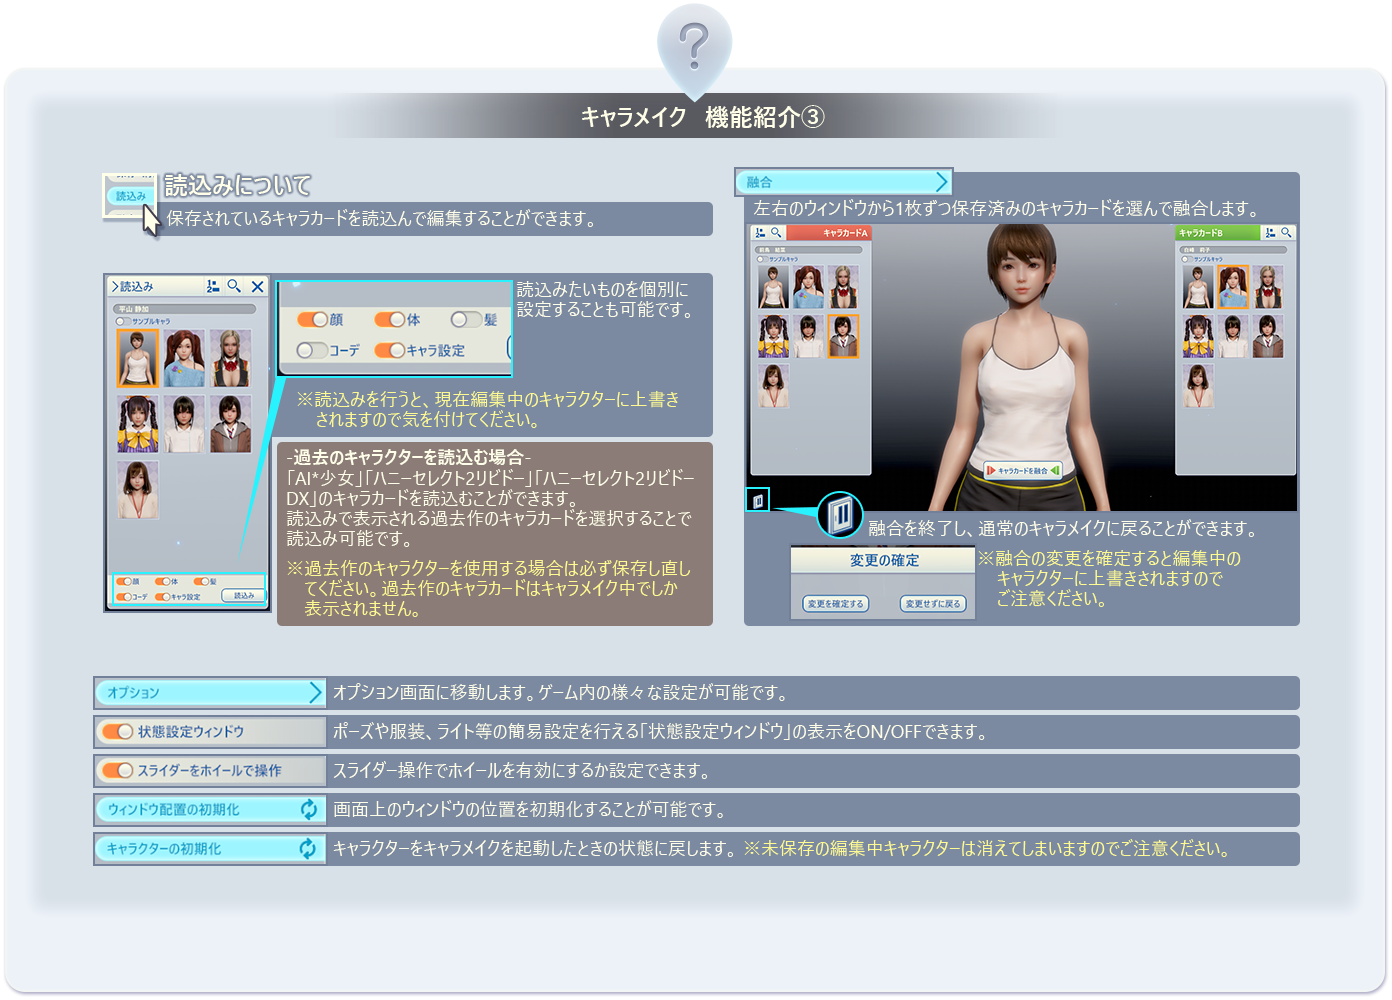 キャラメイク　機能紹介③
読込み
読込みについて
保存されているキャラカードを読込んで編集することができます。
読込み
平山 静加
サンプルキャラ
顔
体
髪
コーデ
キャラ設定
読込み
顔
体
髪
コーデ
キャラ設定
読込みたいものを個別に
設定することも可能です。
※読込みを行うと、現在編集中のキャラクターに上書き
されますので気を付けてください。
-過去のキャラクターを読込む場合-
「AI*少女」「ハニーセレクト2リビドー」「ハニーセレクト2リビドー
DX」のキャラカードを読込むことができます。
読込みで表示される過去作のキャラカードを選択することで
読込み可能です。
※過去作のキャラクターを使用する場合は必ず保存し直し
てください。過去作のキャラカードはキャラメイク中でしか
表示されません。
融合
左右のウィンドウから1枚ずつ保存済みのキャラカードを選んで融合します。
キャラカードA
サンプルキャラ
キャラカードB
サンプルキャラ
キャラカードを融合
融合を終了し、通常のキャラメイクに戻ることができます。
変更の確定
変更を確定する
変更せずに戻る
※融合の変更を確定すると編集中の
キャラクターに上書きされますので
ご注意ください。
オプション
オプション画面に移動します。ゲーム内の様々な設定が可能です。
状態設定ウィンドウ
ポーズや服装、ライト等の簡易設定を行える「状態設定ウィンドウ」の表示をON/OFFできます。
スライダーをホイールで操作
スライダー操作でホイールを有効にするか設定できます。
ウィンドウ配置の初期化
画面上のウィンドウの位置を初期化することが可能です。
キャラクターの初期化
キャラクターをキャラメイクを起動したときの状態に戻します。 ※未保存の編集中キャラクターは消えてしまいますのでご注意ください。